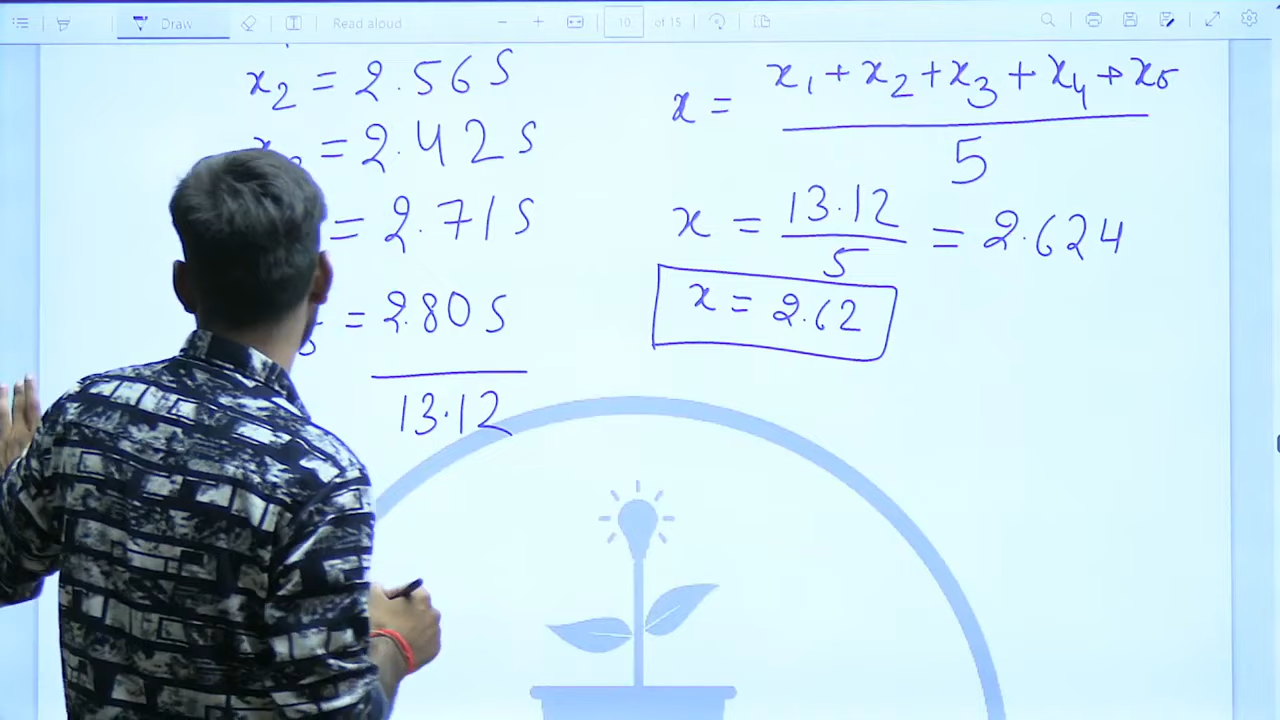 Draw
Read aloud
10 of 15
x₂ = 2.56 S
= 2.42 S
= 2.71 S
5 = 2.80 S
13.12
x = x₁ + x₂ + x₃ + x₄ + x₅
5
x = 13.12 / 5 = 2.624
x = 2.62